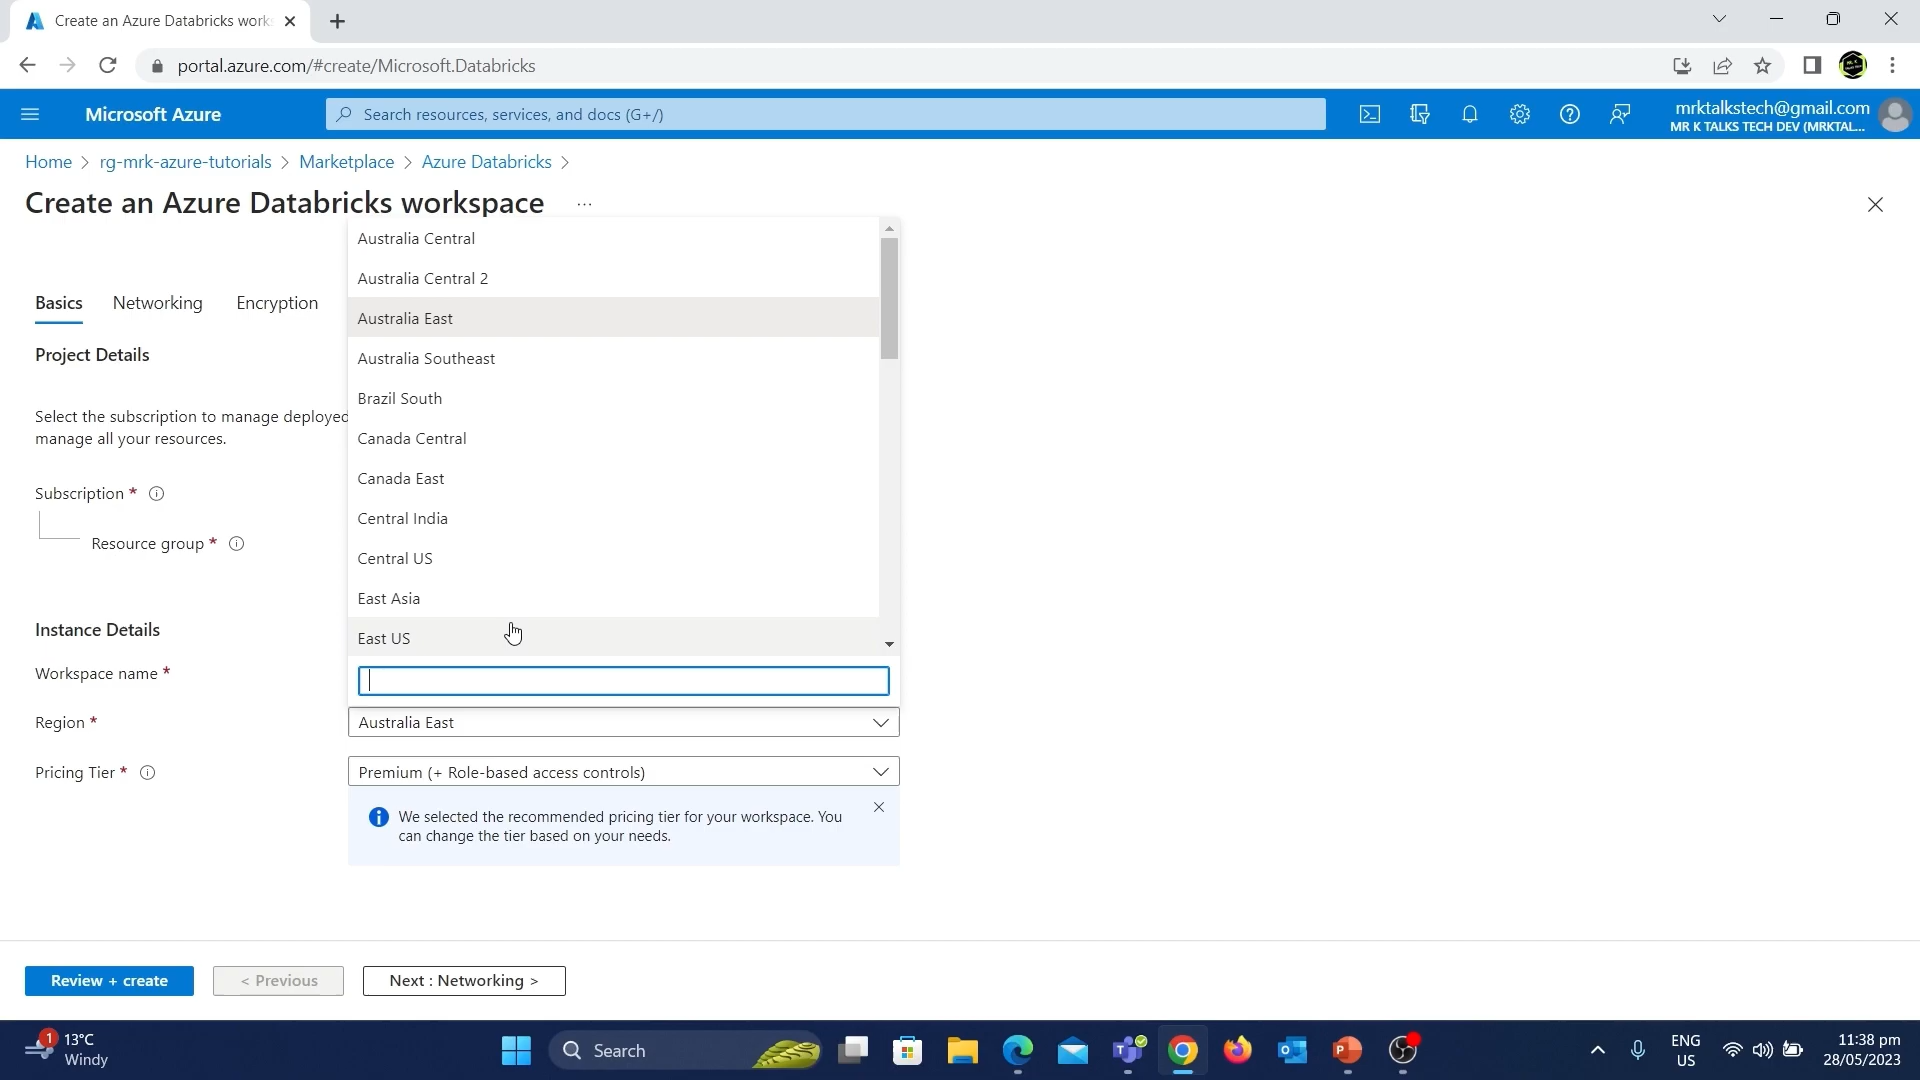 Create an Azure Databricks work
portal.azure.com/#create/Microsoft.Databricks
Microsoft Azure
Search resources, services, and docs (G+/)
mrktalkstech@gmail.com
MR K TALKS TECH DEV (MRKTAL...
Home > rg-mrk-azure-tutorials > Marketplace > Azure Databricks >
Create an Azure Databricks workspace ...
Basics Networking Encryption
Project Details
Select the subscription to manage deployed
manage all your resources.
Subscription *
Resource group *
Instance Details
Workspace name *
Region *
Pricing Tier *
Australia Central
Australia Central 2
Australia East
Australia Southeast
Brazil South
Canada Central
Canada East
Central India
Central US
East Asia
East US
Australia East
Premium (+ Role-based access controls)
We selected the recommended pricing tier for your workspace. You
can change the tier based on your needs.
Review + create
< Previous
Next : Networking >
1
13°C
Windy
Search
ENG
US
11:38 pm
28/05/2023